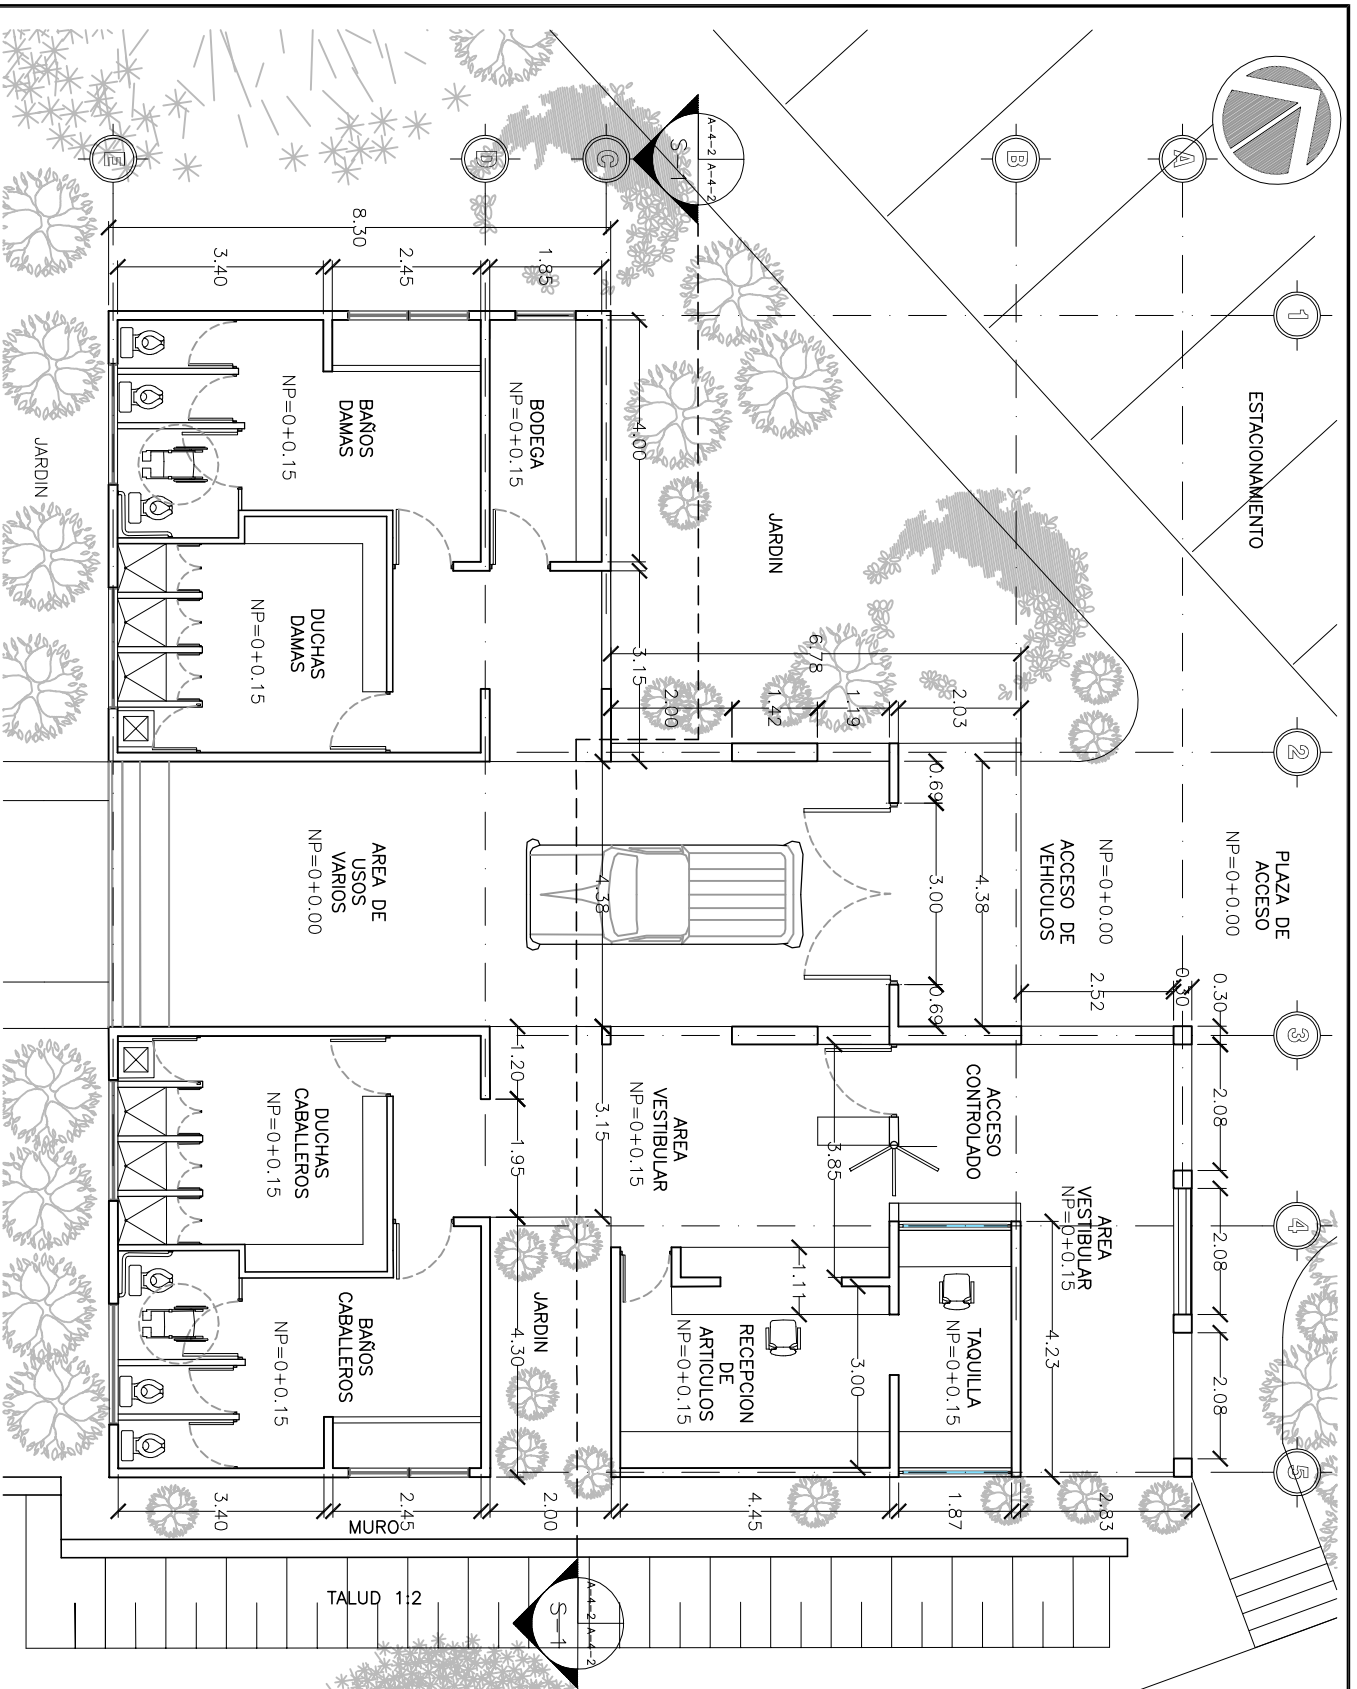 A
B
C
D
E
1
2
3
4
5
A-4-2 A-4-2
S-1
8.30
3.40
2.45
1.85
ESTACIONAMIENTO
JARDIN
JARDIN
BAÑOS
DAMAS
NP=0+0.15
BODEGA
NP=0+0.15
4.00
3.15
DUCHAS
DAMAS
NP=0+0.15
6.78
2.00
1.42
1.19
2.03
PLAZA DE
ACCESO
NP=0+0.00
NP=0+0.00
ACCESO DE
VEHICULOS
0.69
3.00
0.69
4.38
4.38
AREA DE
USOS
VARIOS
NP=0+0.00
2.52
0.30
0.30
2.08
2.08
2.08
ACCESO
CONTROLADO
AREA
VESTIBULAR
NP=0+0.15
3.85
AREA
VESTIBULAR
NP=0+0.15
3.15
1.20
1.95
4.30
DUCHAS
CABALLEROS
NP=0+0.15
BAÑOS
CABALLEROS
NP=0+0.15
JARDIN
1.11
3.00
RECEPCION
DE
ARTICULOS
NP=0+0.15
TAQUILLA
NP=0+0.15
4.23
3.40
2.45
2.00
4.45
1.87
2.83
MURO
TALUD 1:2
A-4-2 A-4-2
S-1